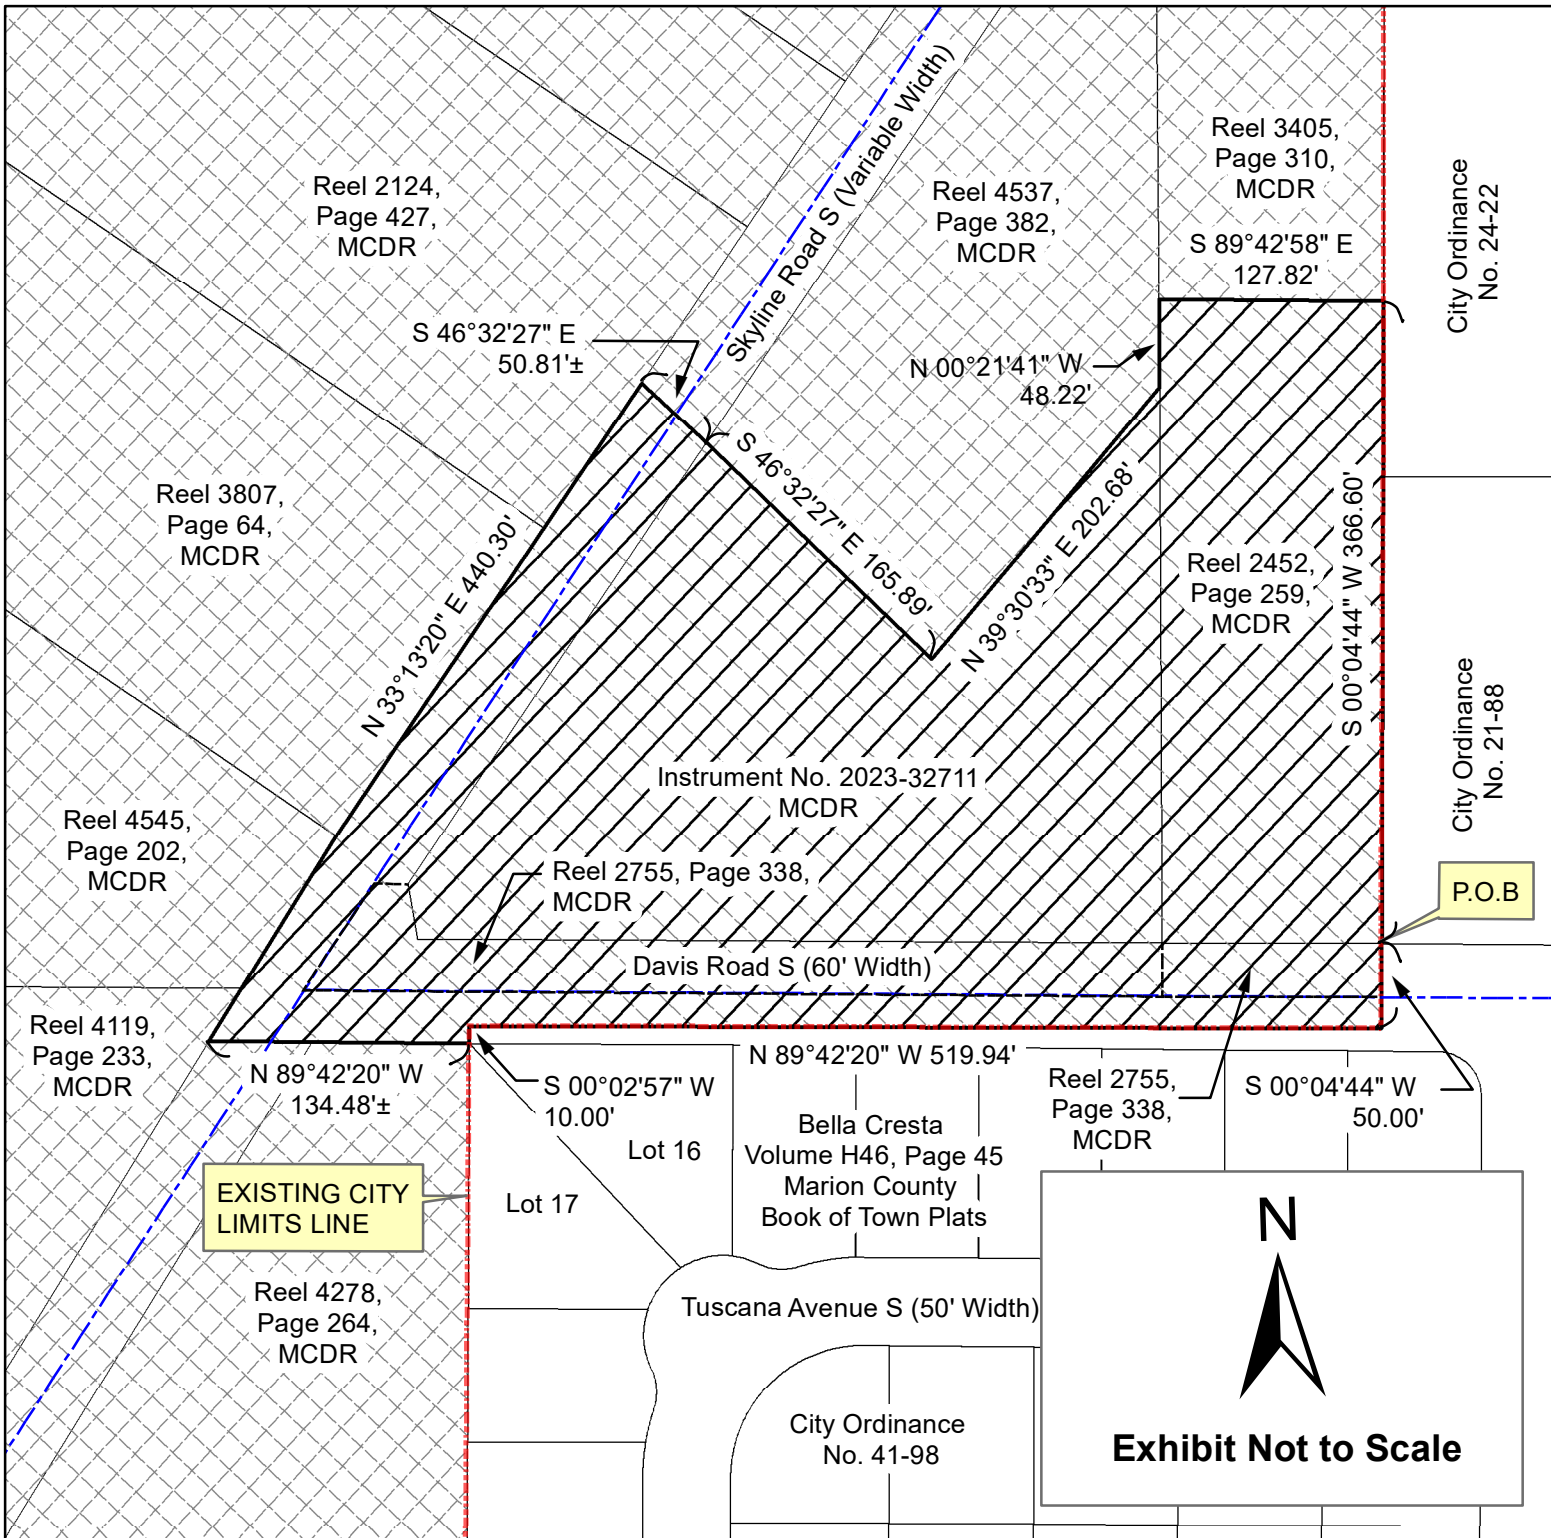 Reel 2124,
Page 427,
MCDR
Skyline Road S (Variable Width)
Reel 4537,
Page 382,
MCDR
Reel 3405,
Page 310,
MCDR
S 89°42'58" E
127.82'
City Ordinance
No. 24-22
S 46°32'27" E
50.81'±
N 00°21'41" W
48.22'
S 46°32'27" E 165.89'
N 39°30'33" E 202.68'
Reel 3807,
Page 64,
MCDR
N 33°13'20" E 440.30'
Reel 2452,
Page 259,
MCDR
S 00°04'44" W 366.60'
City Ordinance
No. 21-88
Instrument No. 2023-32711
MCDR
Reel 4545,
Page 202,
MCDR
Reel 2755, Page 338,
MCDR
P.O.B
Davis Road S (60' Width)
Reel 4119,
Page 233,
MCDR
N 89°42'20" W
134.48'±
S 00°02'57" W
10.00'
N 89°42'20" W 519.94'
Reel 2755,
Page 338,
MCDR
S 00°04'44" W
50.00'
Bella Cresta
Volume H46, Page 45
Marion County
Book of Town Plats
Lot 16
Lot 17
EXISTING CITY
LIMITS LINE
Reel 4278,
Page 264,
MCDR
Tuscana Avenue S (50' Width)
City Ordinance
No. 41-98
N
Exhibit Not to Scale